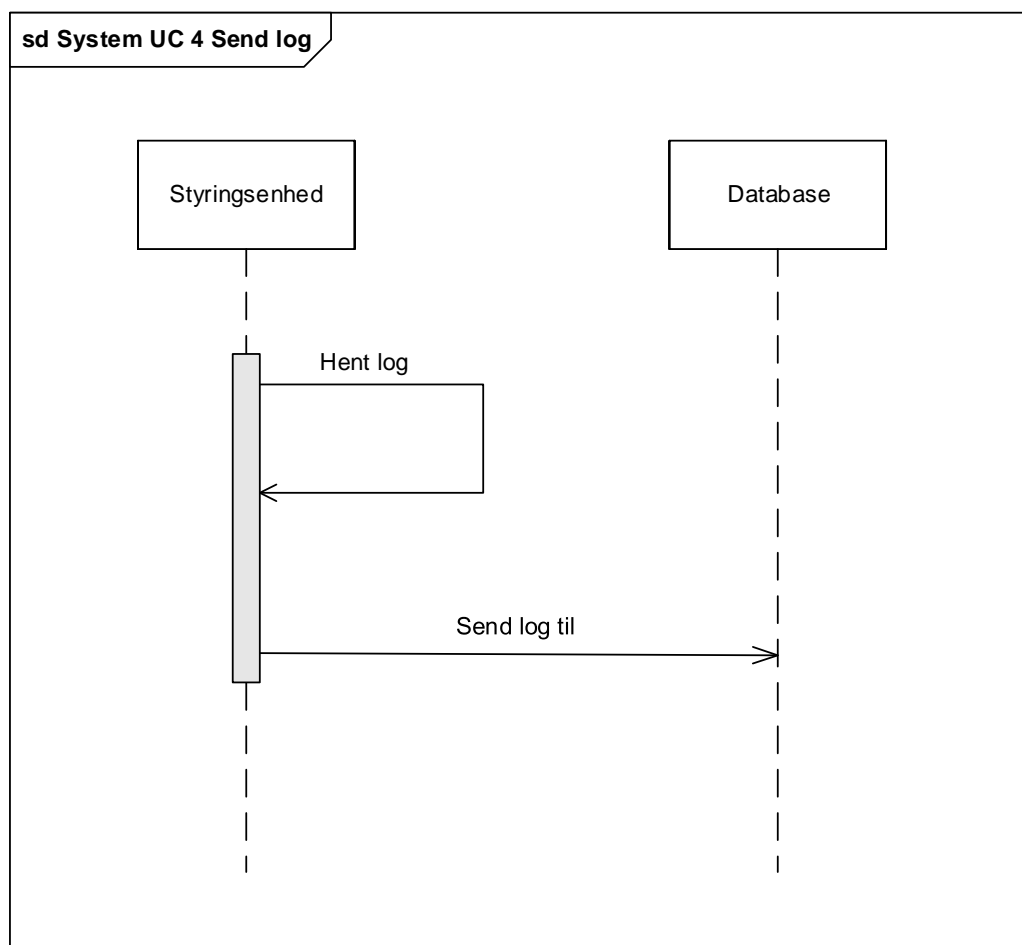 sd System UC 4 Send log
Styringsenhed
Database
Hent log
Send log til